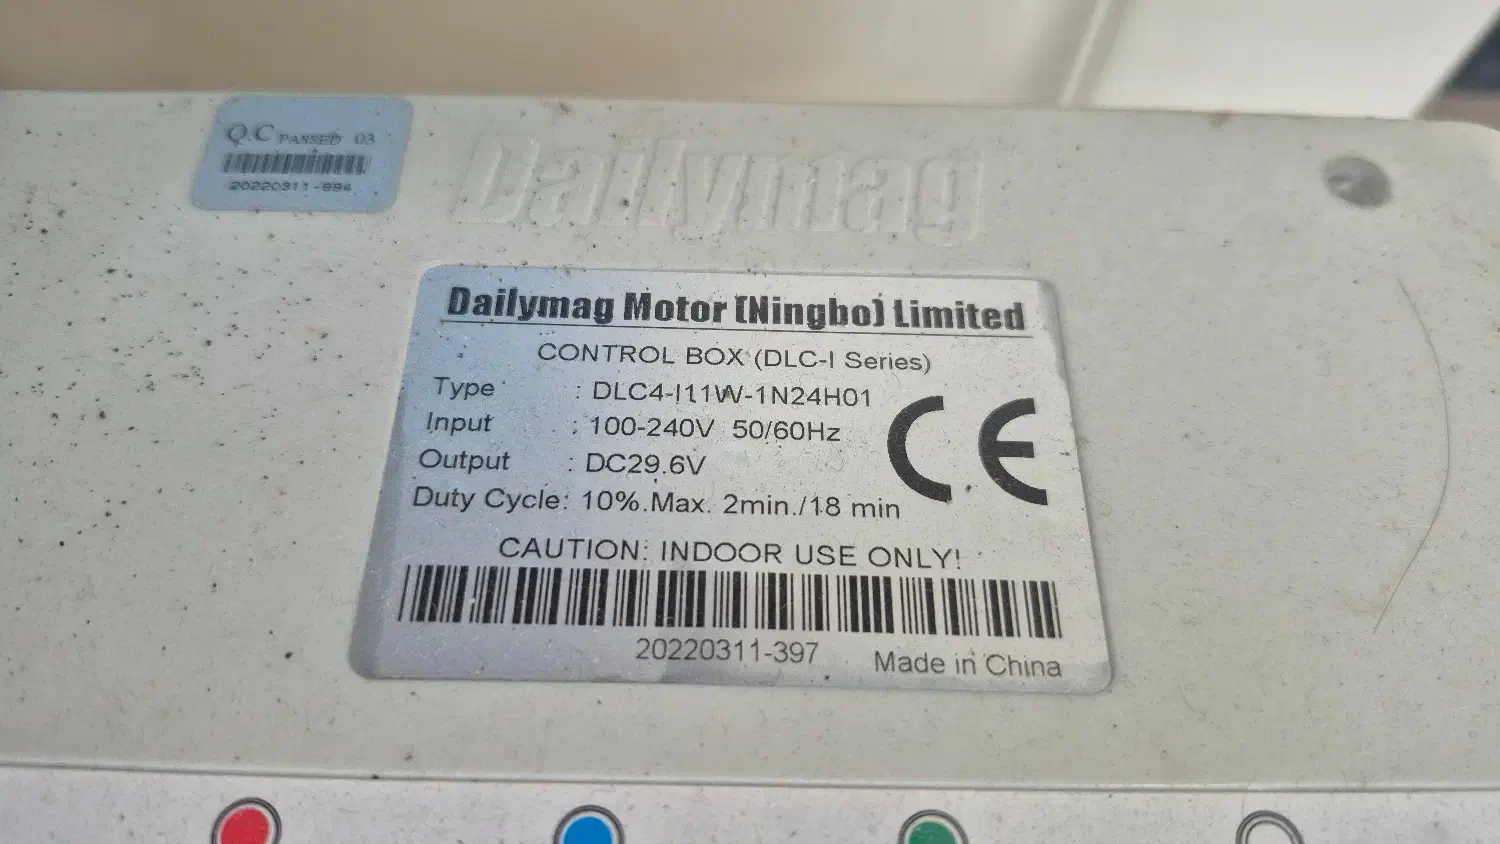 Q.C PASSED 03
20220311-994
Dailymag
Dailymag Motor (Ningbo) Limited
CONTROL BOX (DLC-I Series)
Type : DLC4-I11W-1N24H01
Input : 100-240V 50/60Hz
Output : DC29.6V
Duty Cycle: 10%.Max. 2min./18 min
CE
CAUTION: INDOOR USE ONLY!
20220311-397
Made in China